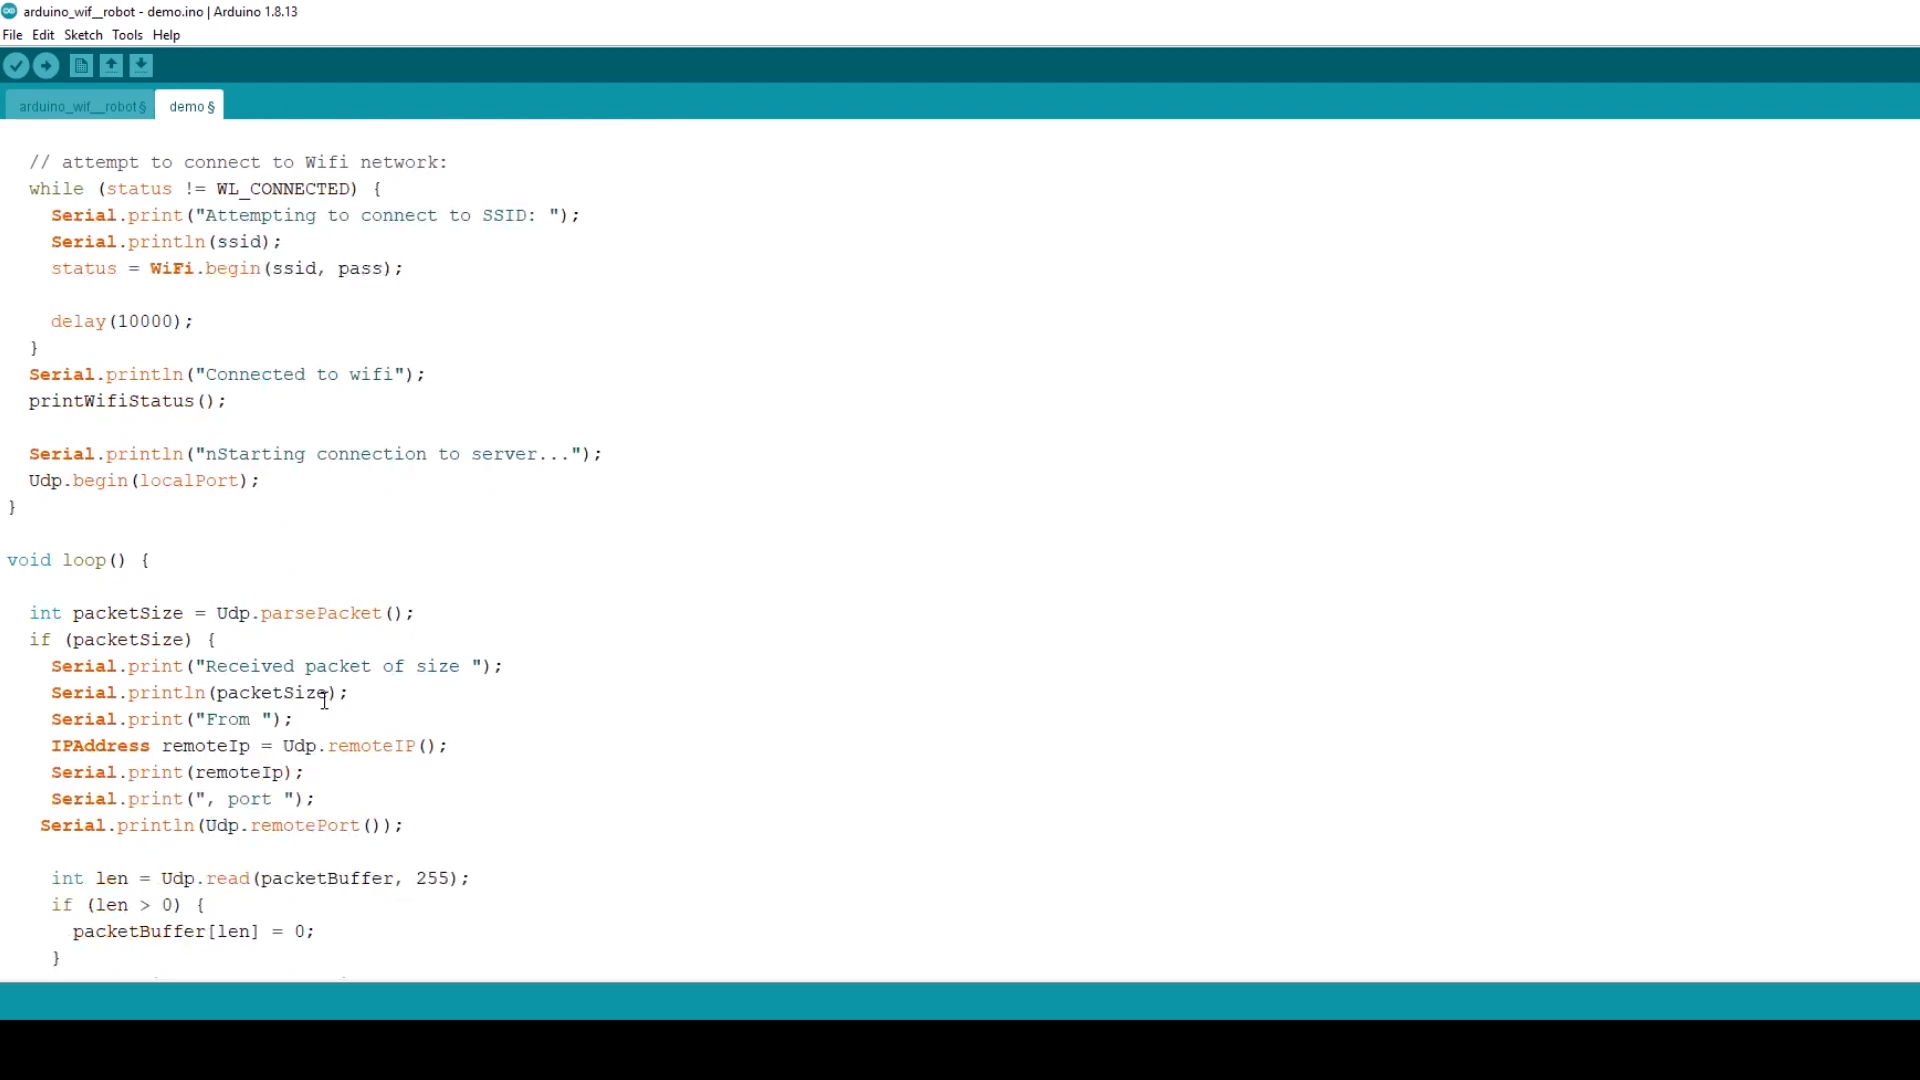 arduino_wif__robot - demo.ino | Arduino 1.8.13
File Edit Sketch Tools Help
arduino_wif__robot § demo §
// attempt to connect to Wifi network:
while (status != WL_CONNECTED) {
Serial.print("Attempting to connect to SSID: ");
Serial.println(ssid);
status = WiFi.begin(ssid, pass);
delay(10000);
}
Serial.println("Connected to wifi");
printWifiStatus();
Serial.println("nStarting connection to server...");
Udp.begin(localPort);
}
void loop() {
int packetSize = Udp.parsePacket();
if (packetSize) {
Serial.print("Received packet of size ");
Serial.println(packetSize);
Serial.print("From ");
IPAddress remoteIp = Udp.remoteIP();
Serial.print(remoteIp);
Serial.print(", port ");
Serial.println(Udp.remotePort());
int len = Udp.read(packetBuffer, 255);
if (len > 0) {
packetBuffer[len] = 0;
}